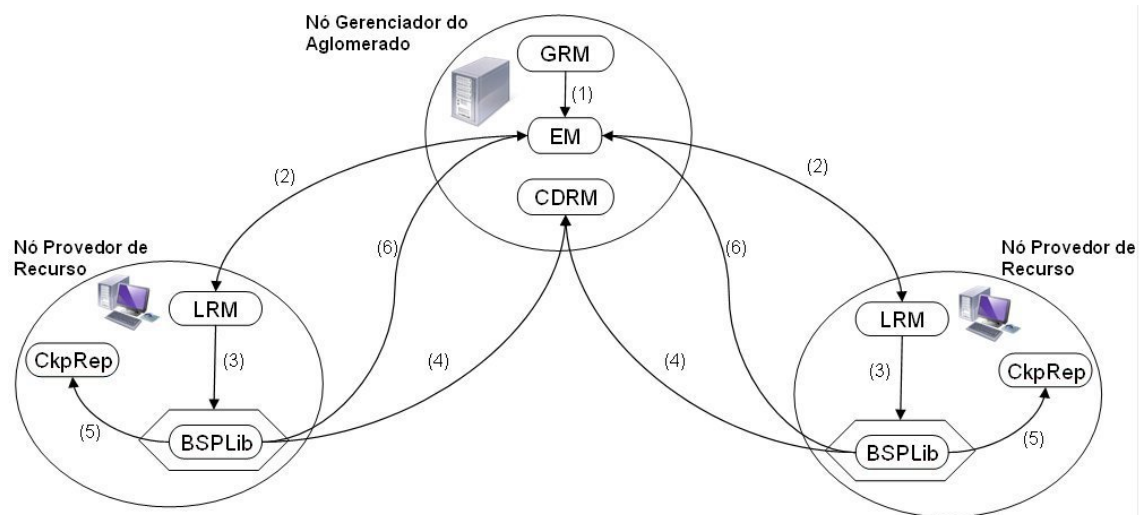 Nó Gerenciador do
Aglomerado
GRM
(1)
EM
(2)
(2)
CDRM
(6)
(6)
Nó Provedor de
Recurso
Nó Provedor de
Recurso
LRM
LRM
(3)
(4)
(4)
(3)
CkpRep
CkpRep
(5)
BSPLib
BSPLib
(5)